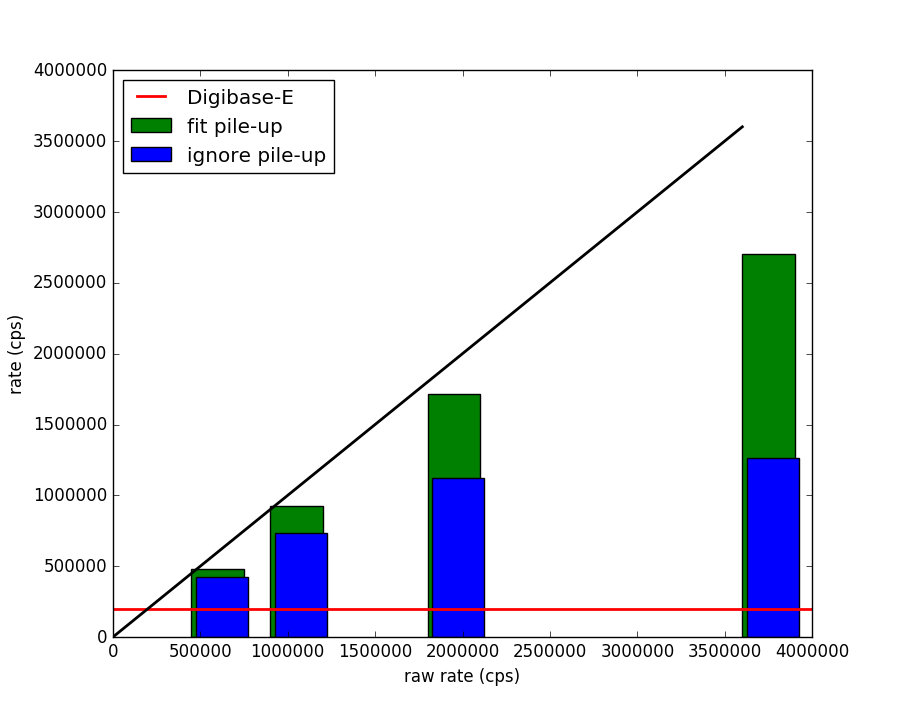 4000000
3500000
3000000
2500000
2000000
1500000
1000000
500000
0
rate (cps)
Digibase-E
fit pile-up
ignore pile-up
0 500000 1000000 1500000 2000000 2500000 3000000 3500000 4000000
raw rate (cps)